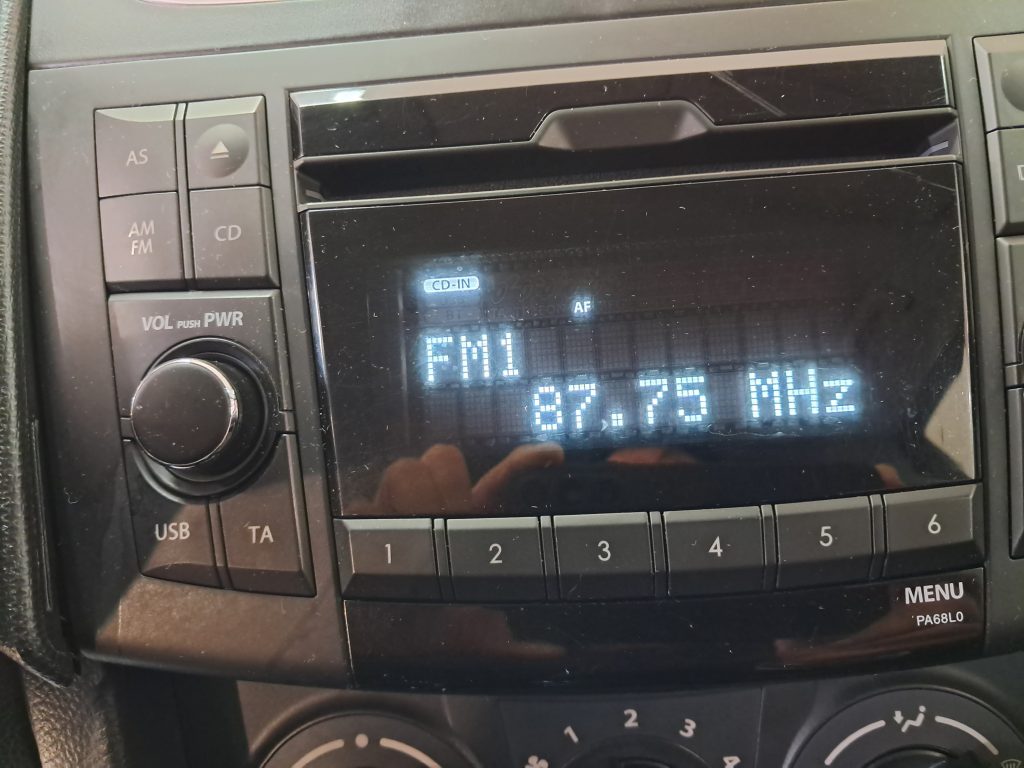 AS
AM
FM
CD
VOL PUSH PWR
USB
TA
CD-IN
AF
FM1
87.75 MHz
1 2 3 4 5 6
MENU
PA68L0
1 2 3 4